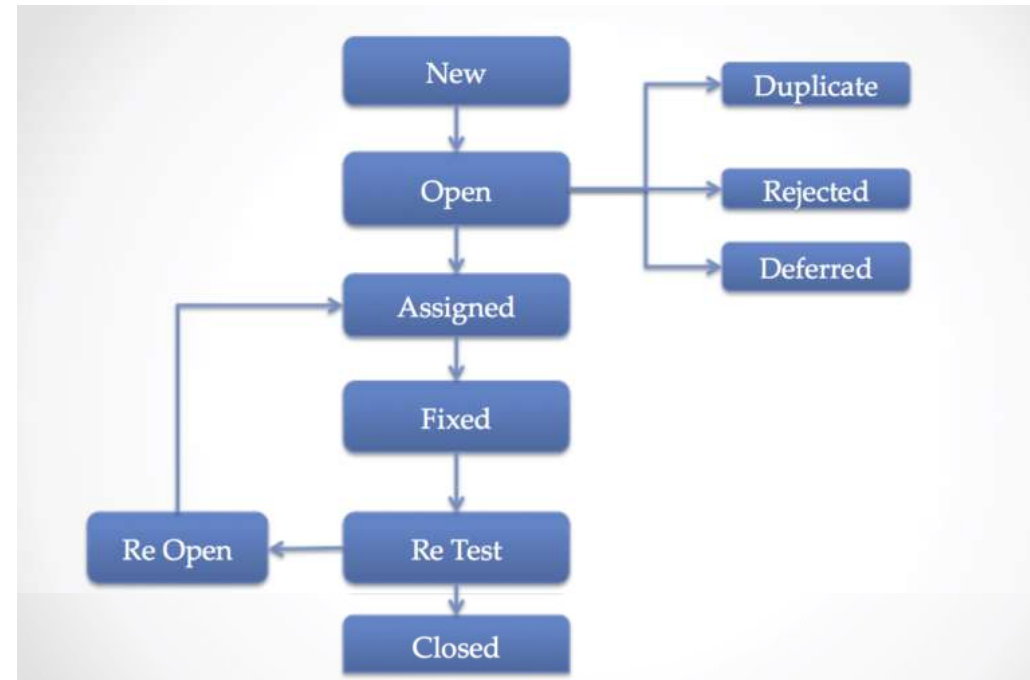 New
Duplicate
Open
Rejected
Deferred
Assigned
Fixed
Re Open
Re Test
Closed